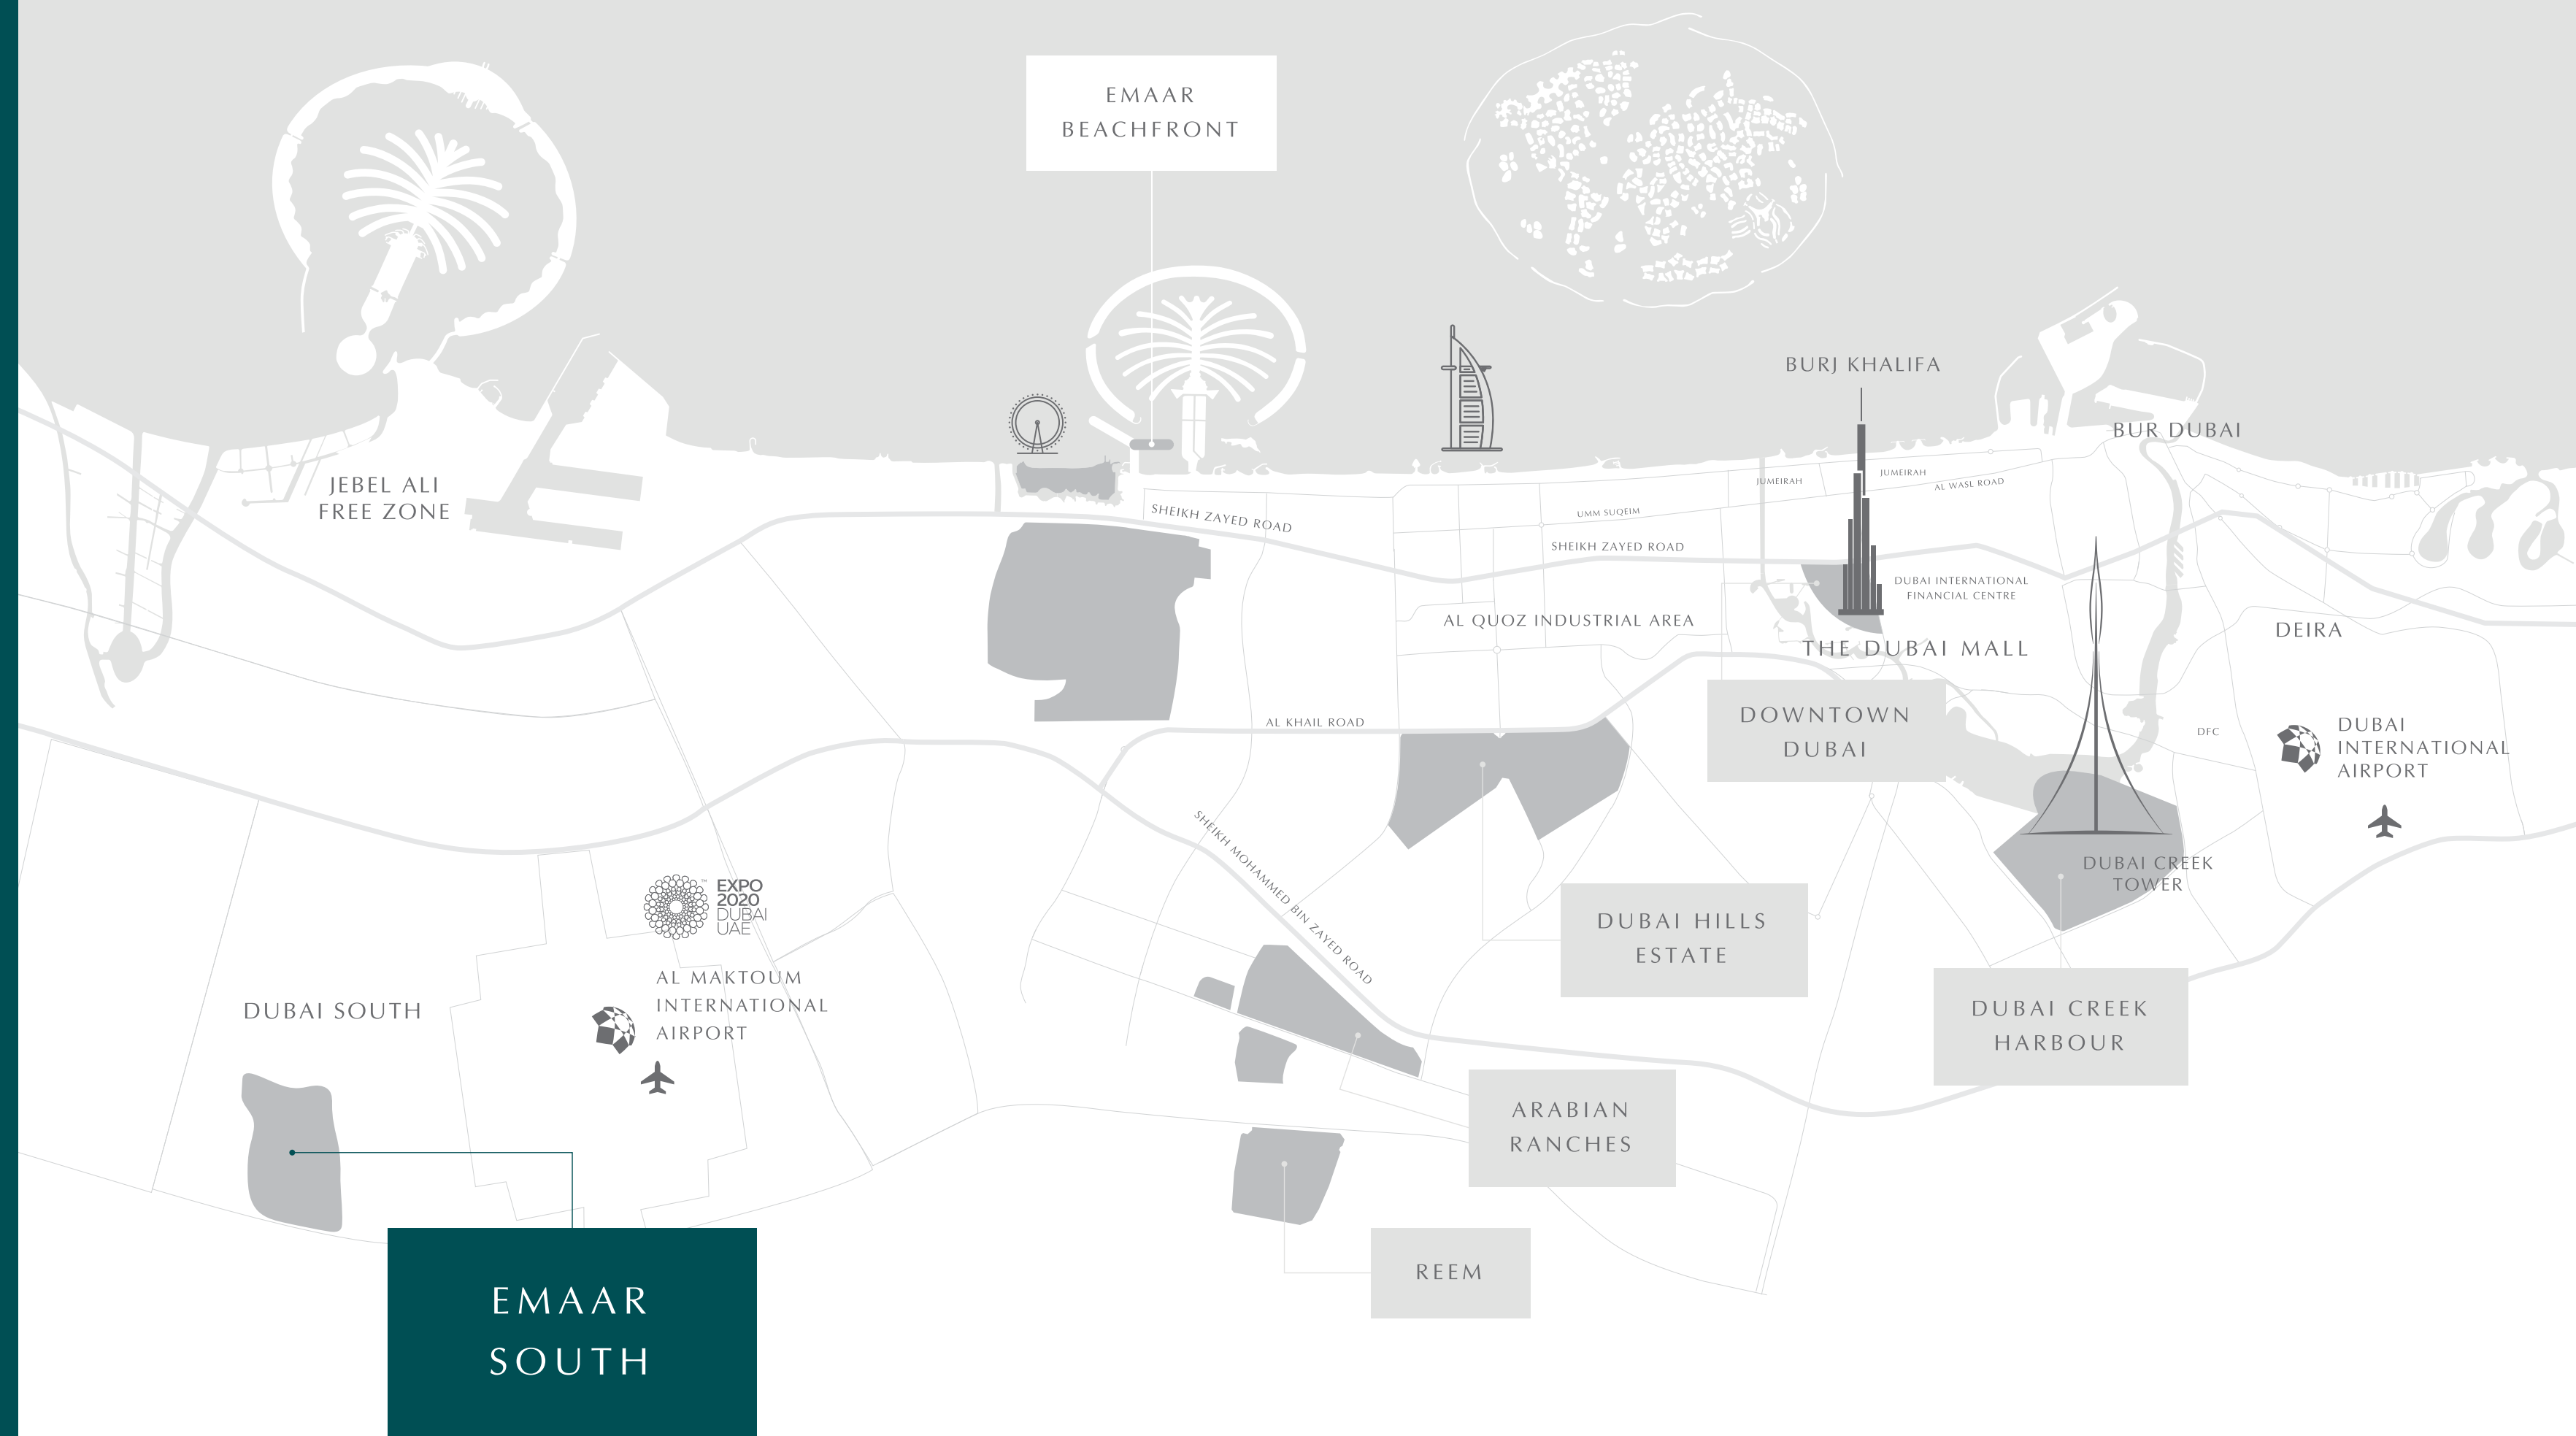 EMAAR
BEACHFRONT
BURJ KHALIFA
BUR DUBAI
JEBEL ALI
FREE ZONE
SHEIKH ZAYED ROAD
JUMEIRAH
JUMEIRAH
AL WASL ROAD
UMM SUQEIM
SHEIKH ZAYED ROAD
DUBAI INTERNATIONAL
FINANCIAL CENTRE
AL QUOZ INDUSTRIAL AREA
THE DUBAI MALL
DEIRA
AL KHAIL ROAD
DOWNTOWN
DUBAI
DFC
DUBAI
INTERNATIONAL
AIRPORT
SHEIKH MOHAMMED BIN ZAYED ROAD
DUBAI CREEK
TOWER
EXPO
2020
DUBAI
UAE
TM
DUBAI HILLS
ESTATE
AL MAKTOUM
INTERNATIONAL
AIRPORT
DUBAI SOUTH
DUBAI CREEK
HARBOUR
ARABIAN
RANCHES
REEM
EMAAR
SOUTH